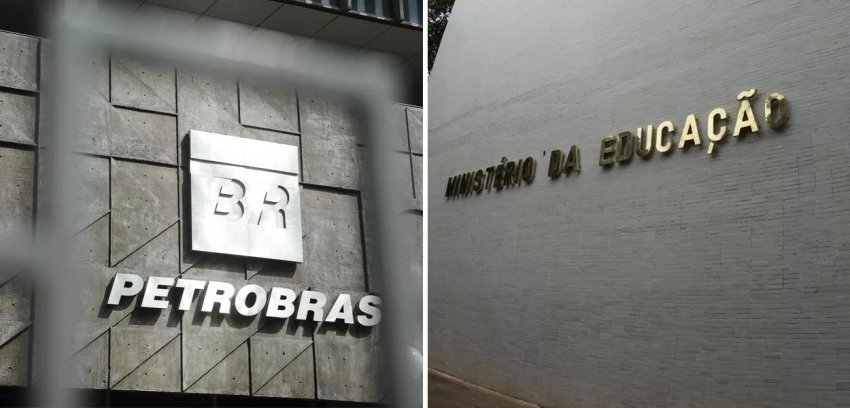 BR
PETROBRAS
MINISTÉRIO DA EDUCAÇÃO